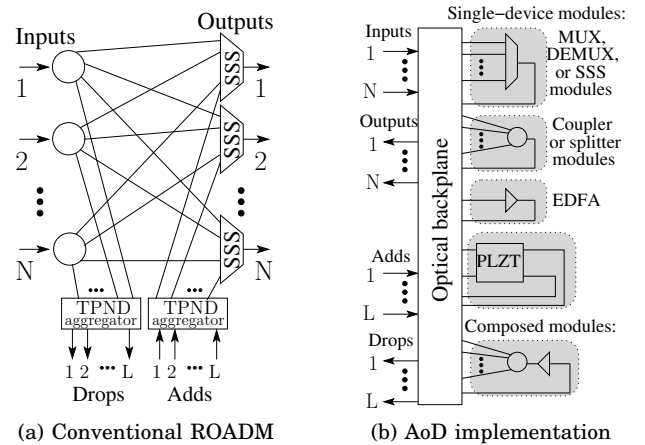 Inputs
Outputs
1
SSS
1
2
SSS
2
N
SSS
N
TPND
aggregator
TPND
aggregator
1 2 L
1 2 L
Drops
Adds
(a) Conventional ROADM
Inputs
1
N
Outputs
1
N
Adds
1
L
Drops
1
L
Optical backplane
Single-device modules:
MUX,
DEMUX,
or SSS
modules
Coupler
or splitter
modules
EDFA
PLZT
Composed modules:
(b) AoD implementation